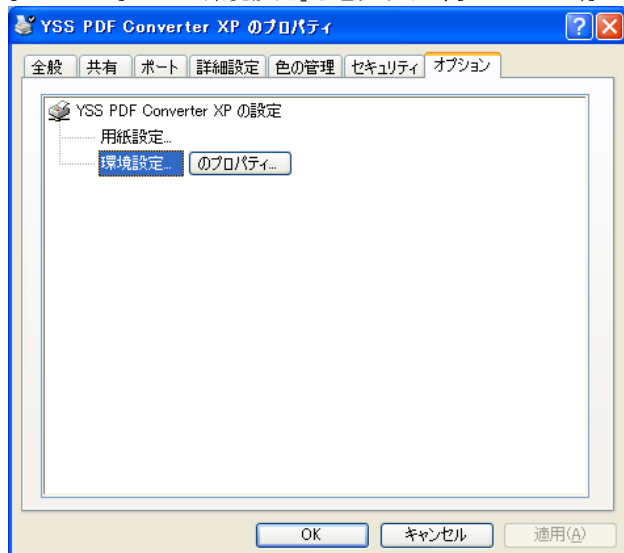 YSS PDF Converter XP のプロパティ
全般 共有 ポート 詳細設定 色の管理 セキュリティ オプション
YSS PDF Converter XP の設定
用紙設定...
環境設定... のプロパティ...
OK キャンセル 適用(A)